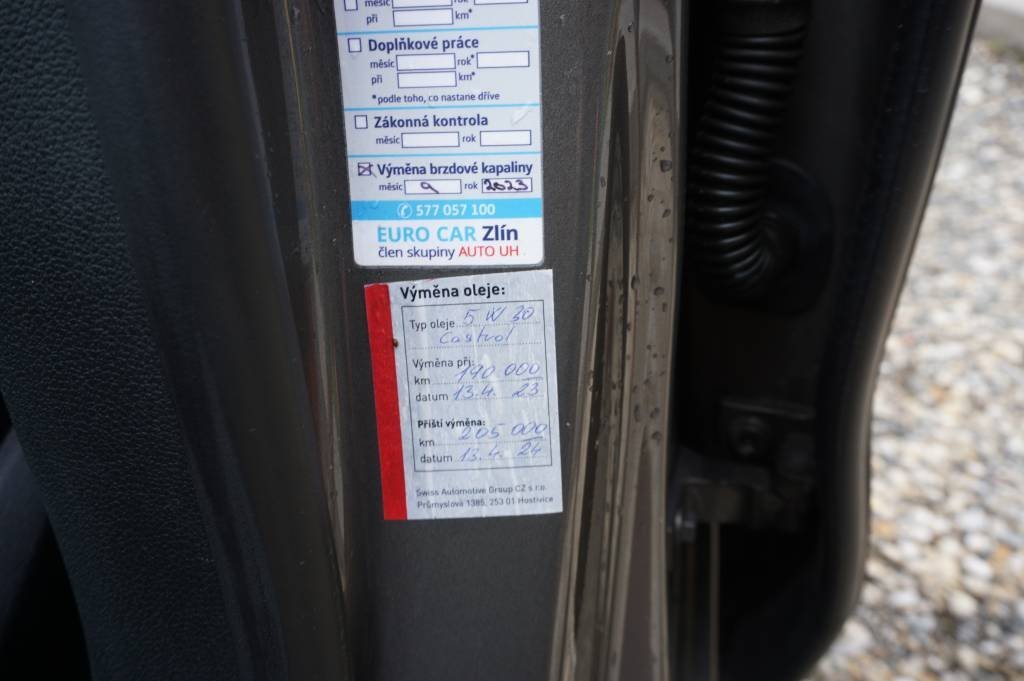 měsíc rok*
při km*
Doplňkové práce
měsíc rok*
při km*
*podle toho, co nastane dříve
Zákonná kontrola
měsíc rok
Výměna brzdové kapaliny
měsíc 9 rok 2023
577 057 100
EURO CAR Zlín
člen skupiny AUTO UH
Výměna oleje:
Typ oleje 5 W 30
Castrol
Výměna při:
km 190 000
datum 13.4. 23
Příští výměna:
km 205 000
datum 13.4. 24
Swiss Automotive Group CZ s r.o.
Průmyslová 1385, 253 01 Hostivice